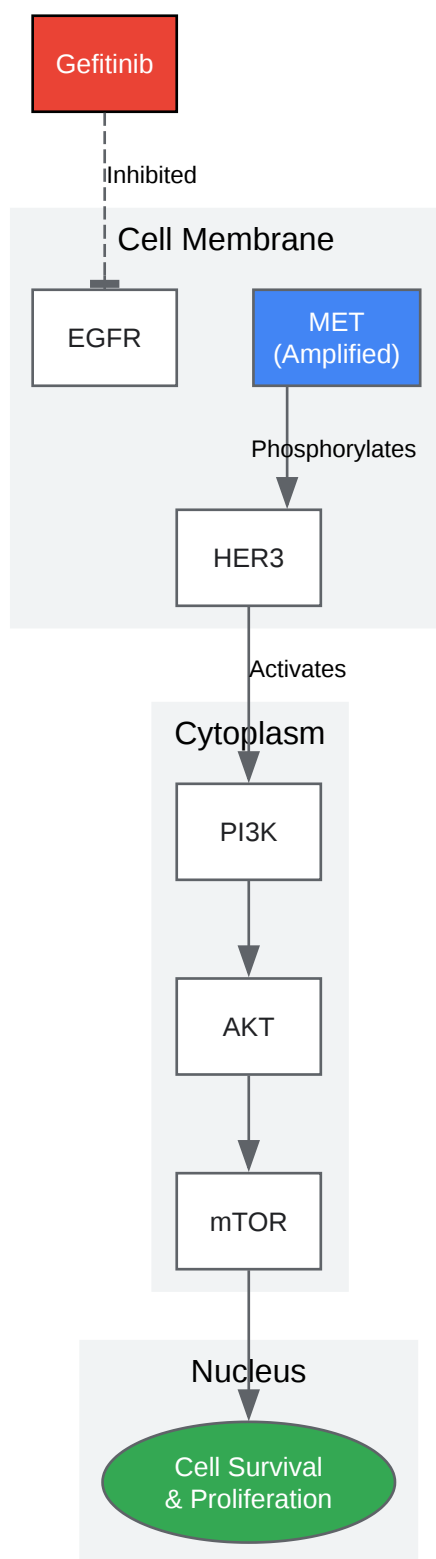 Gefitinib
Inhibited
Cell Membrane
EGFR
MET
(Amplified)
Phosphorylates
HER3
Activates
Cytoplasm
PI3K
AKT
mTOR
Nucleus
Cell Survival
& Proliferation